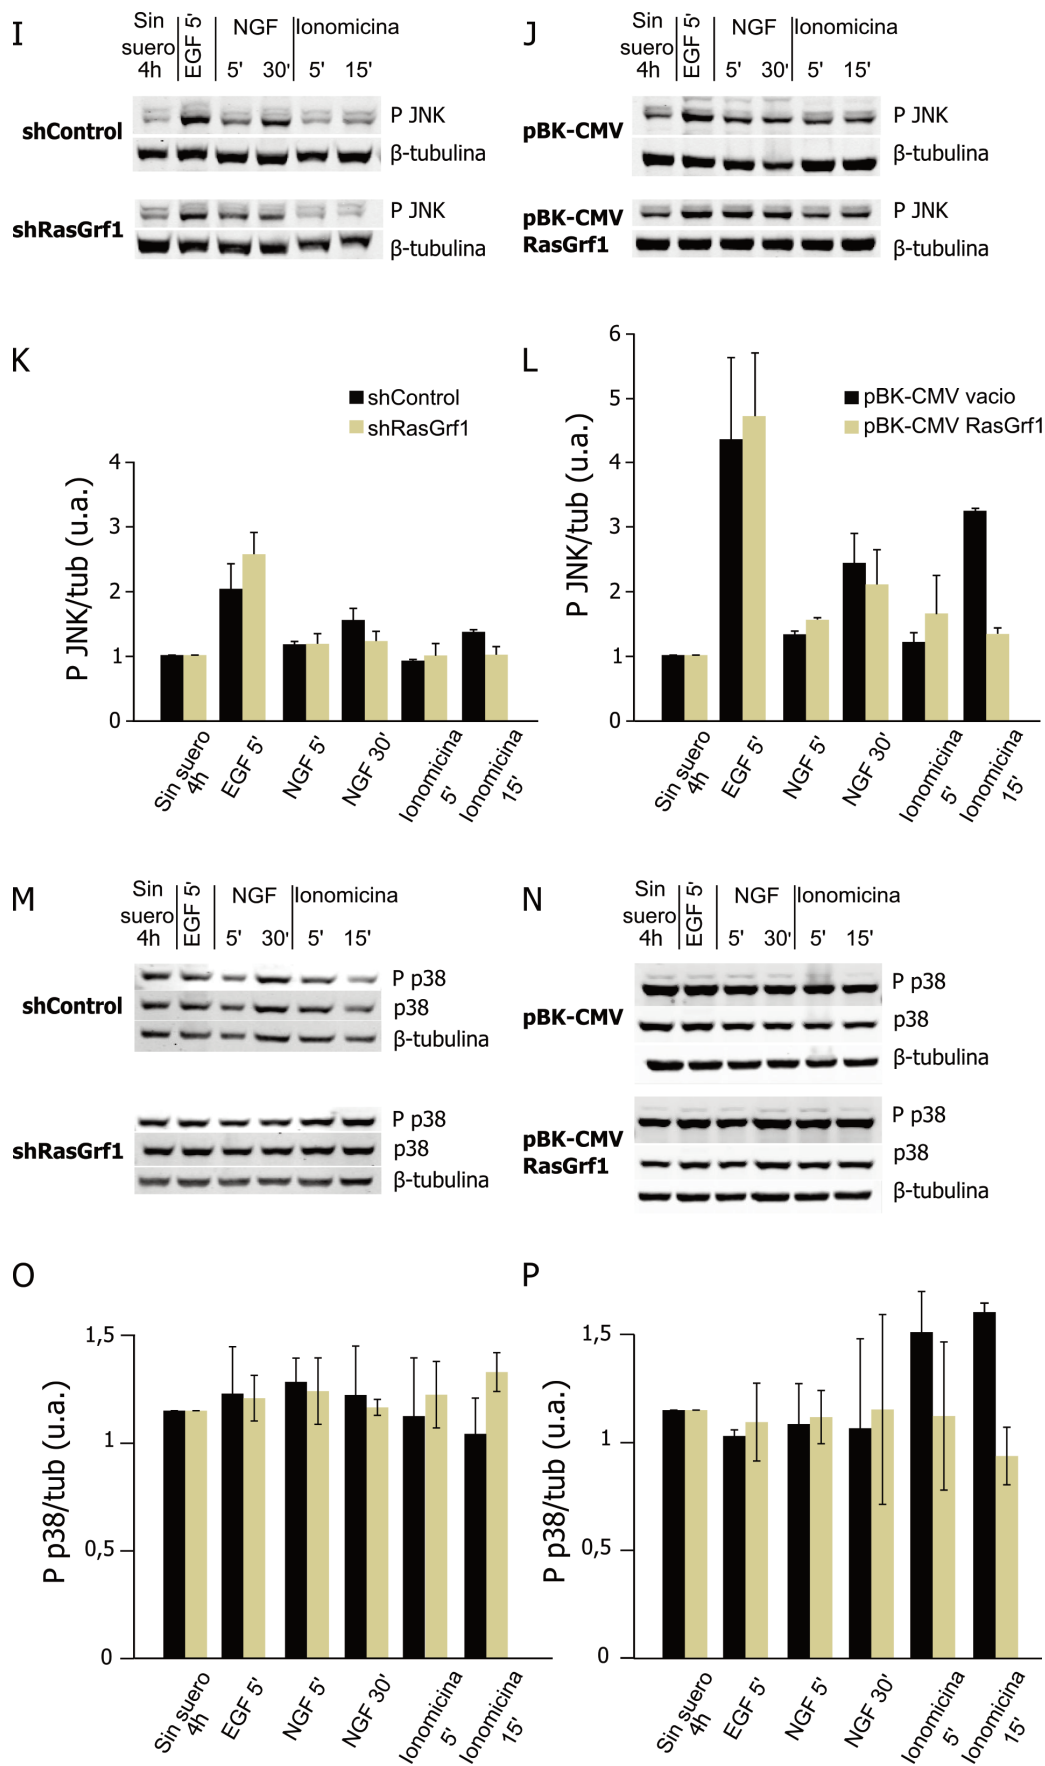 I
Sin
suero
4h
EGF 5'
NGF
5' 30'
Ionomicina
5' 15'
shControl
P JNK
β-tubulina
shRasGrf1
P JNK
β-tubulina
J
Sin
suero
4h
EGF 5'
NGF
5' 30'
Ionomicina
5' 15'
pBK-CMV
P JNK
β-tubulina
pBK-CMV
RasGrf1
P JNK
β-tubulina
K
shControl
shRasGrf1
P JNK/tub (u.a.)
4
3
2
1
0
Sin suero
4h
EGF 5'
NGF 5'
NGF 30'
Ionomicina
5'
Ionomicina
15'
L
pBK-CMV vacio
pBK-CMV RasGrf1
P JNK/tub (u.a.)
6
5
4
3
2
1
0
Sin suero
4h
EGF 5'
NGF 5'
NGF 30'
Ionomicina
5'
Ionomicina
15'
M
Sin
suero
4h
EGF 5'
NGF
5' 30'
Ionomicina
5' 15'
shControl
P p38
p38
β-tubulina
shRasGrf1
P p38
p38
β-tubulina
N
Sin
suero
4h
EGF 5'
NGF
5' 30'
Ionomicina
5' 15'
pBK-CMV
P p38
p38
β-tubulina
pBK-CMV
RasGrf1
P p38
p38
β-tubulina
O
P p38/tub (u.a.)
1,5
1
0,5
0
Sin suero
4h
EGF 5'
NGF 5'
NGF 30'
Ionomicina
5'
Ionomicina
15'
P
P p38/tub (u.a.)
1,5
1
0,5
0
Sin suero
4h
EGF 5'
NGF 5'
NGF 30'
Ionomicina
5'
Ionomicina
15'